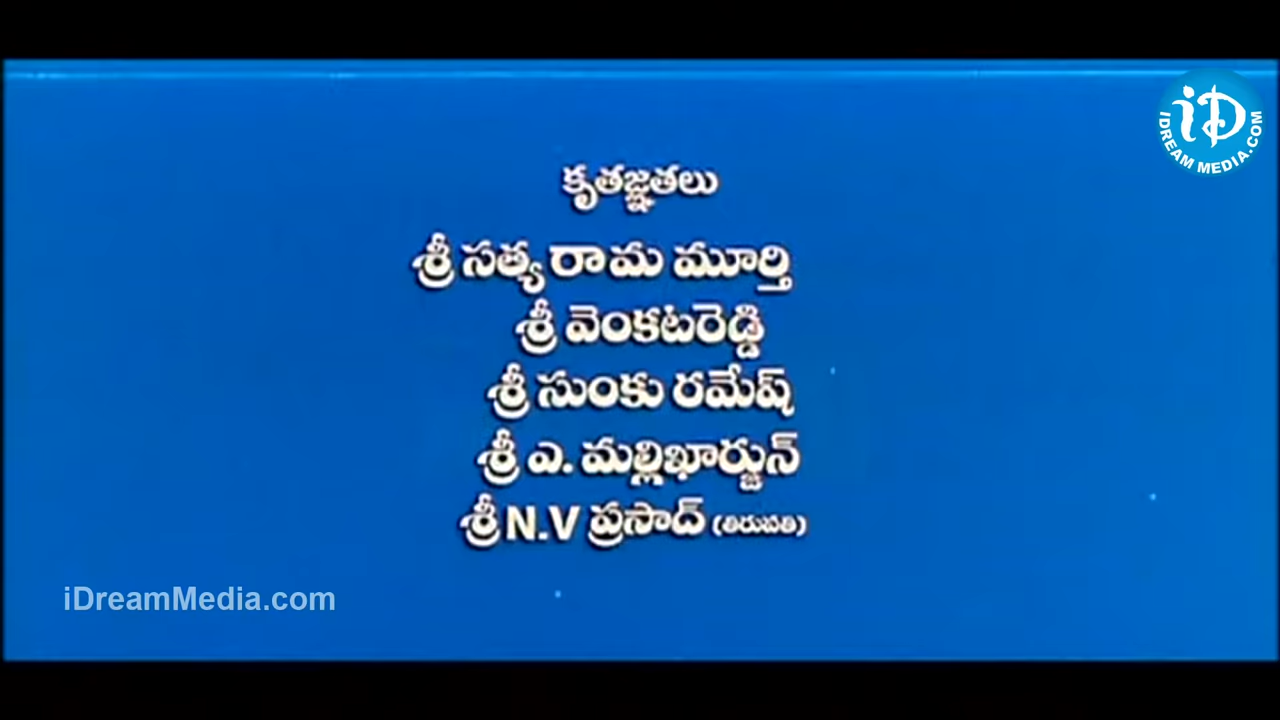 iD
IDREAM MEDIA.COM
కృతజ్ఞతలు
శ్రీ సత్య రామ మూర్తి
శ్రీ వెంకటరెడ్డి
శ్రీ సుంకు రమేష్
శ్రీ ఎ. మల్లిఖార్జున్
శ్రీ N.V ప్రసాద్ (తిరుపతి)
iDreamMedia.com